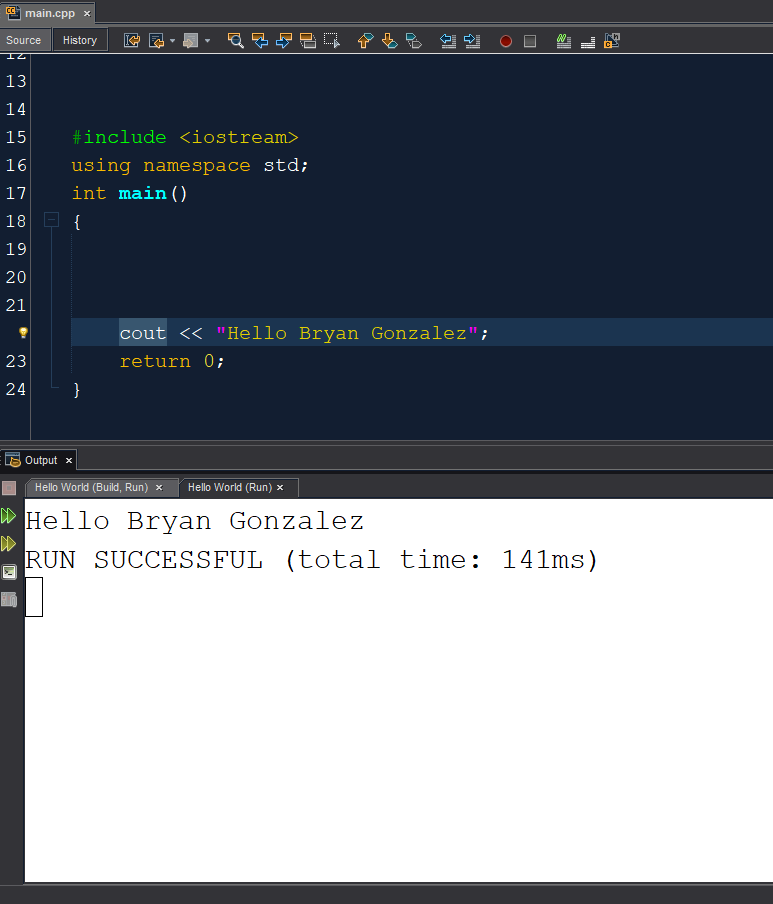 main.cpp ×
Source History
12
13
14
15 #include <iostream>
16 using namespace std;
17 int main()
18 {
19
20
21
cout << "Hello Bryan Gonzalez";
23 return 0;
24 }
Output ×
Hello World (Build, Run) × Hello World (Run) ×
Hello Bryan Gonzalez
RUN SUCCESSFUL (total time: 141ms)